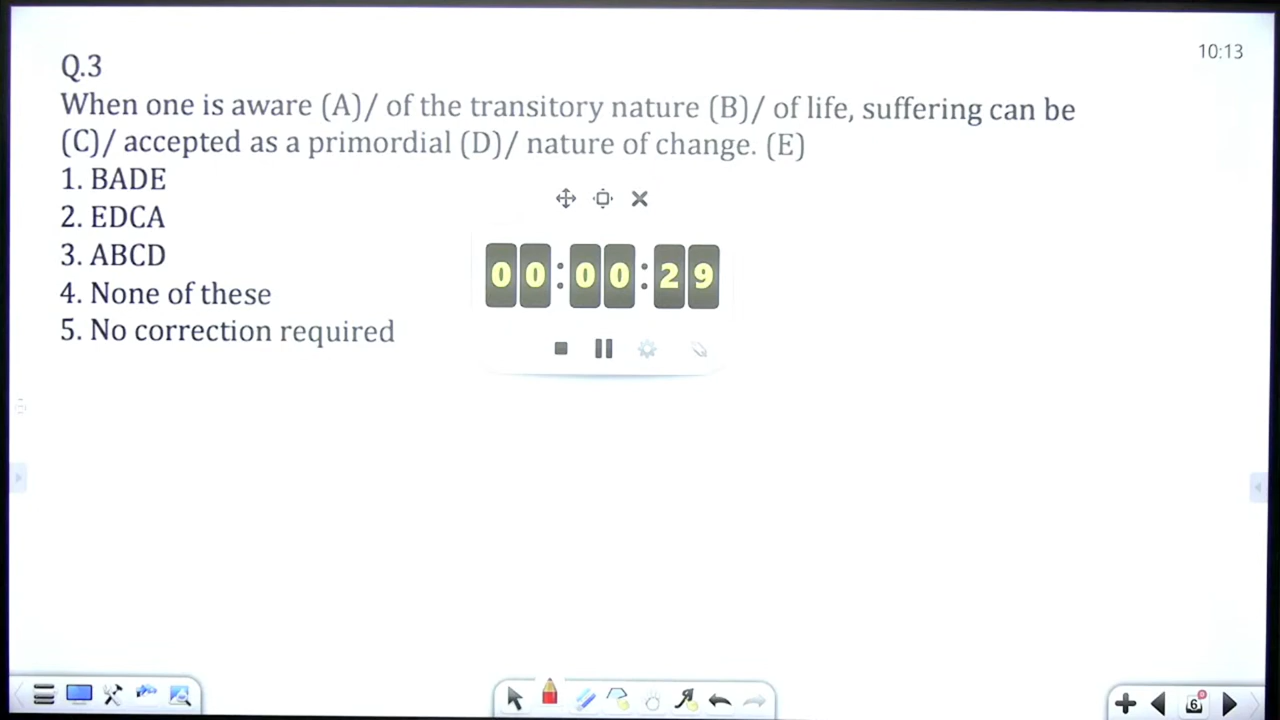 10:13
Q.3
When one is aware (A)/ of the transitory nature (B)/ of life, suffering can be
(C)/ accepted as a primordial (D)/ nature of change. (E)
1. BADE
2. EDCA
3. ABCD
4. None of these
5. No correction required
00:00:29
6